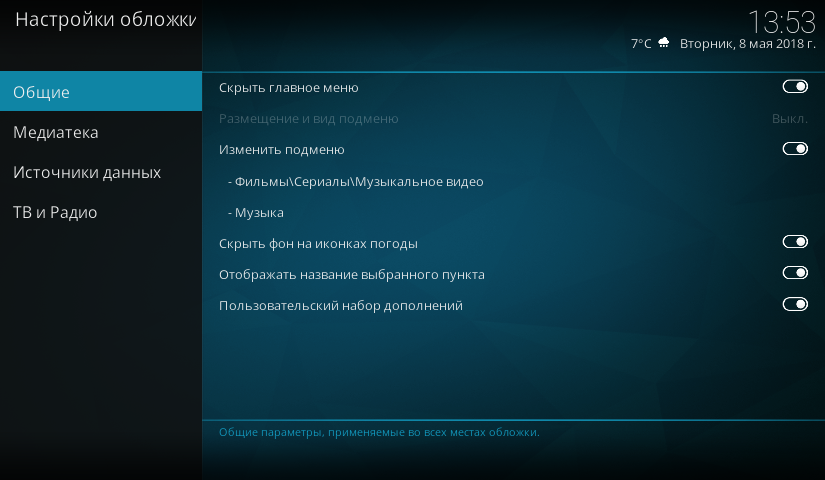 Настройки обложки
13:53
7°C Вторник, 8 мая 2018 г.
Общие
Медиатека
Источники данных
ТВ и Радио
Скрыть главное меню
Размещение и вид подменю Выкл.
Изменить подменю
- Фильмы\Сериалы\Музыкальное видео
- Музыка
Скрыть фон на иконках погоды
Отображать название выбранного пункта
Пользовательский набор дополнений
Общие параметры, применяемые во всех местах обложки.